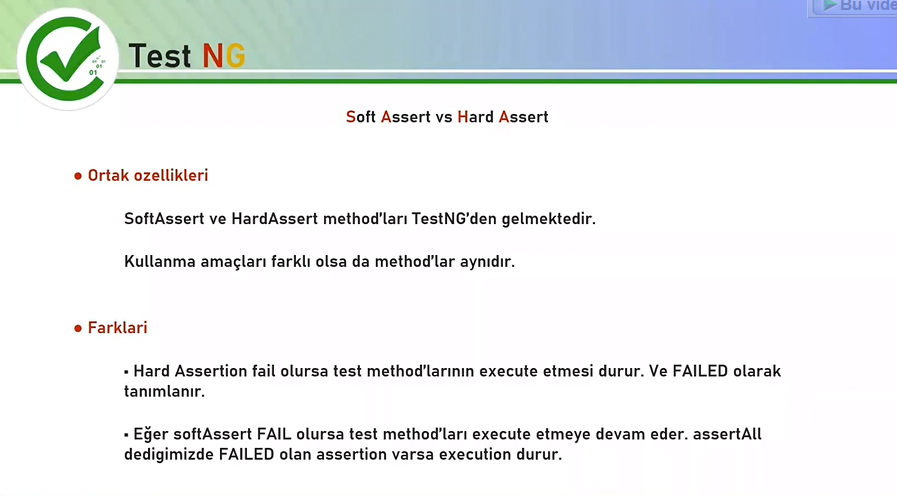 Bu vide
Test NG
01
Soft Assert vs Hard Assert
● Ortak ozellikleri
SoftAssert ve HardAssert method'ları TestNG'den gelmektedir.
Kullanma amaçları farklı olsa da method'lar aynıdır.
● Farklari
▪ Hard Assertion fail olursa test method'larının execute etmesi durur. Ve FAILED olarak
tanımlanır.
▪ Eğer softAssert FAIL olursa test method'ları execute etmeye devam eder. assertAll
dedigimizde FAILED olan assertion varsa execution durur.